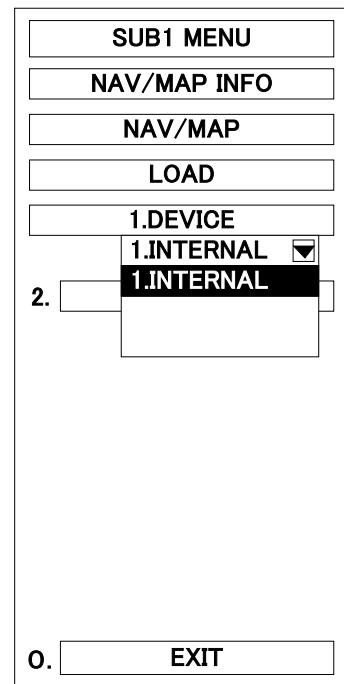 SUB1 MENU
NAV/MAP INFO
NAV/MAP
LOAD
1.DEVICE
1.INTERNAL
1.INTERNAL
2.
0. EXIT